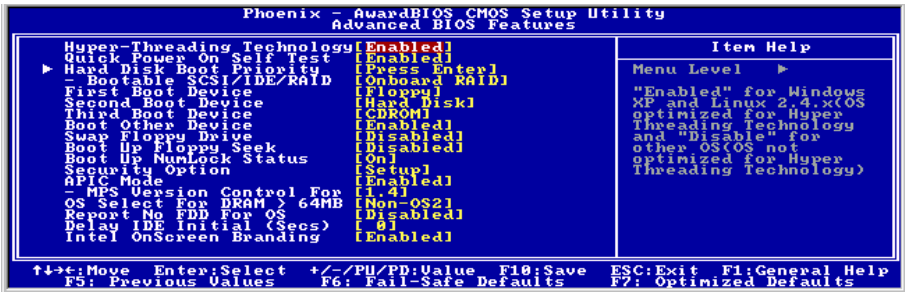 Phoenix - AwardBIOS CMOS Setup Utility
Advanced BIOS Features
Hyper-Threading Technology[Enabled]
Quick Power On Self Test [Enabled]
► Hard Disk Boot Priority [Press Enter]
- Bootable SCSI/IDE/RAID [Onboard RAID]
First Boot Device [Floppy]
Second Boot Device [Hard Disk]
Third Boot Device [CDROM]
Boot Other Device [Enabled]
Swap Floppy Drive [Disabled]
Boot Up Floppy Seek [Disabled]
Boot Up NumLock Status [On]
Security Option [Setup]
APIC Mode [Enabled]
- MPS Version Control For [1.4]
OS Select For DRAM > 64MB [Non-OS2]
Report No FDD For OS [Disabled]
Delay IDE Initial (Secs) [ 0]
Intel OnScreen Branding [Enabled]
Item Help
Menu Level ►
"Enabled" for Windows
XP and Linux 2.4.x(OS
optimized for Hyper
Threading Technology
and "Disable" for
other OS(OS not
optimized for Hyper
Threading Technology)
↑↓→←:Move Enter:Select +/-/PU/PD:Value F10:Save ESC:Exit F1:General Help
F5: Previous Values F6: Fail-Safe Defaults F7: Optimized Defaults